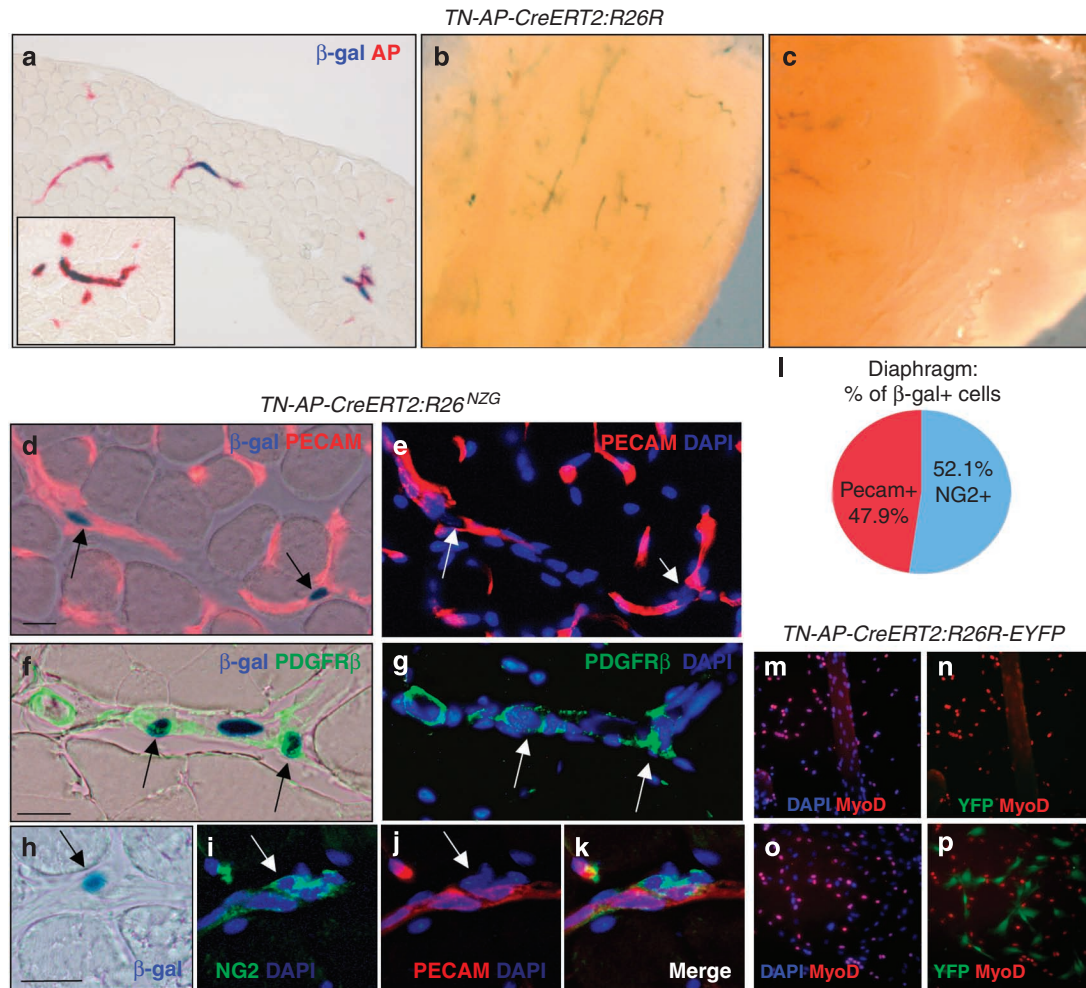 TN-AP-CreERT2:R26R
a
β-gal AP
b
c
TN-AP-CreERT2:R26^NZG
d
β-gal PECAM
e
PECAM DAPI
f
β-gal PDGFRβ
g
PDGFRβ DAPI
h
β-gal
i
NG2 DAPI
j
PECAM DAPI
k
Merge
l
Diaphragm:
% of β-gal+ cells
Pecam+
47.9%
52.1%
NG2+
TN-AP-CreERT2:R26R-EYFP
m
DAPI MyoD
n
YFP MyoD
o
DAPI MyoD
p
YFP MyoD